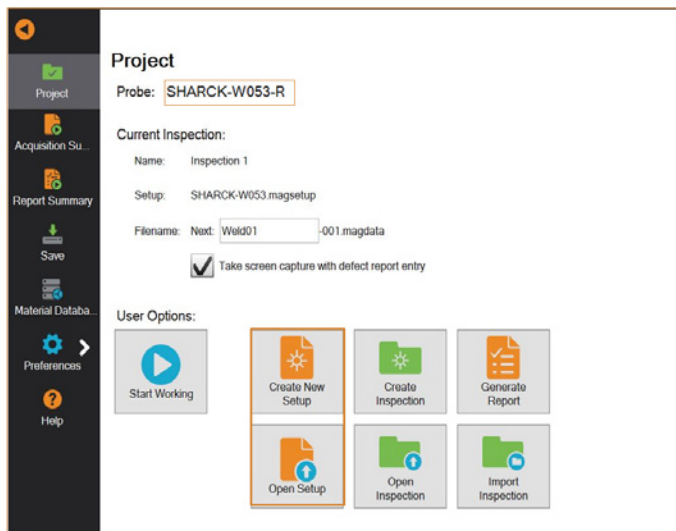 Project
Acquisition Su...
Report Summary
Save
Material Databa...
Preferences
Help
Project
Probe: SHARCK-W053-R
Current Inspection:
Name: Inspection 1
Setup: SHARCK-W053.magsetup
Filename: Next: Weld01 -001.magdata
Take screen capture with defect report entry
User Options:
Start Working
Create New
Setup
Create
Inspection
Generate
Report
Open Setup
Open
Inspection
Import
Inspection